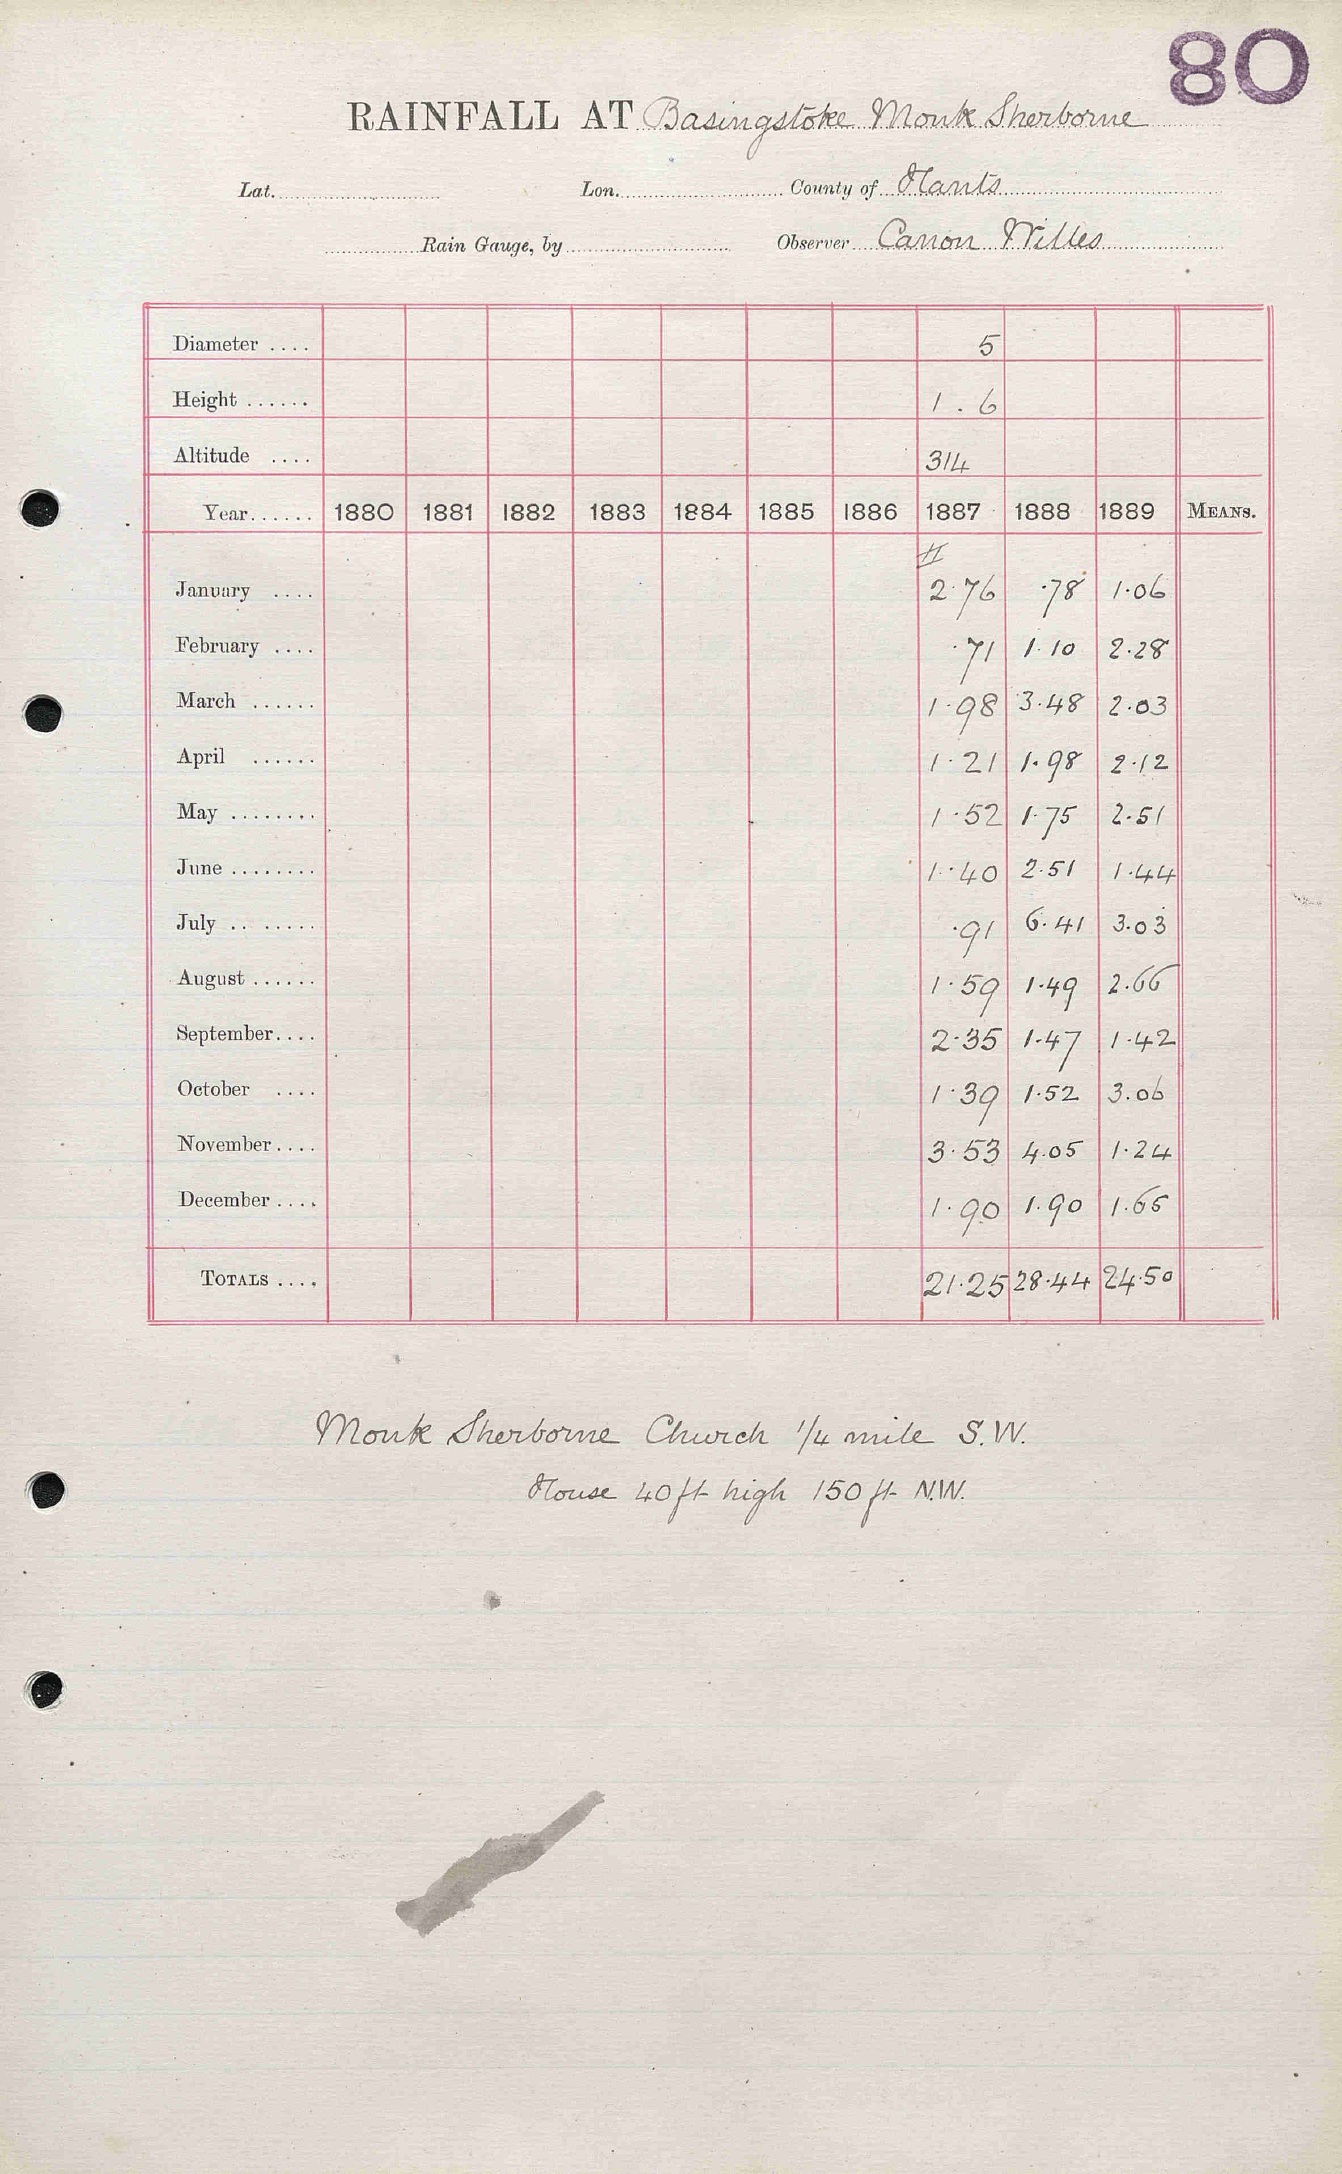 80
RAINFALL AT Basingstoke Monk Sherborne
Lat. Lon. County of Hants
Rain Gauge, by Observer Canon Willes
Diameter .... 5
Height ...... 1 . 6
Altitude .... 314
Year...... 1880 1881 1882 1883 1884 1885 1886 1887 1888 1889 MEANS.
January .... 2.76 .78 1.06
February .... .71 1.10 2.28
March ...... 1.98 3.48 2.03
April ...... 1.21 1.98 2.12
May ........ 1.52 1.75 2.51
June ........ 1.40 2.51 1.44
July .. ...... .91 6.41 3.03
August ...... 1.59 1.49 2.66
September.... 2.35 1.47 1.42
October .... 1.39 1.52 3.06
November.... 3.53 4.05 1.24
December .... 1.90 1.90 1.65
TOTALS .... 21.25 28.44 24.50
Monk Sherborne Church 1/4 mile S.W.
House 40 ft high 150 ft N.W.